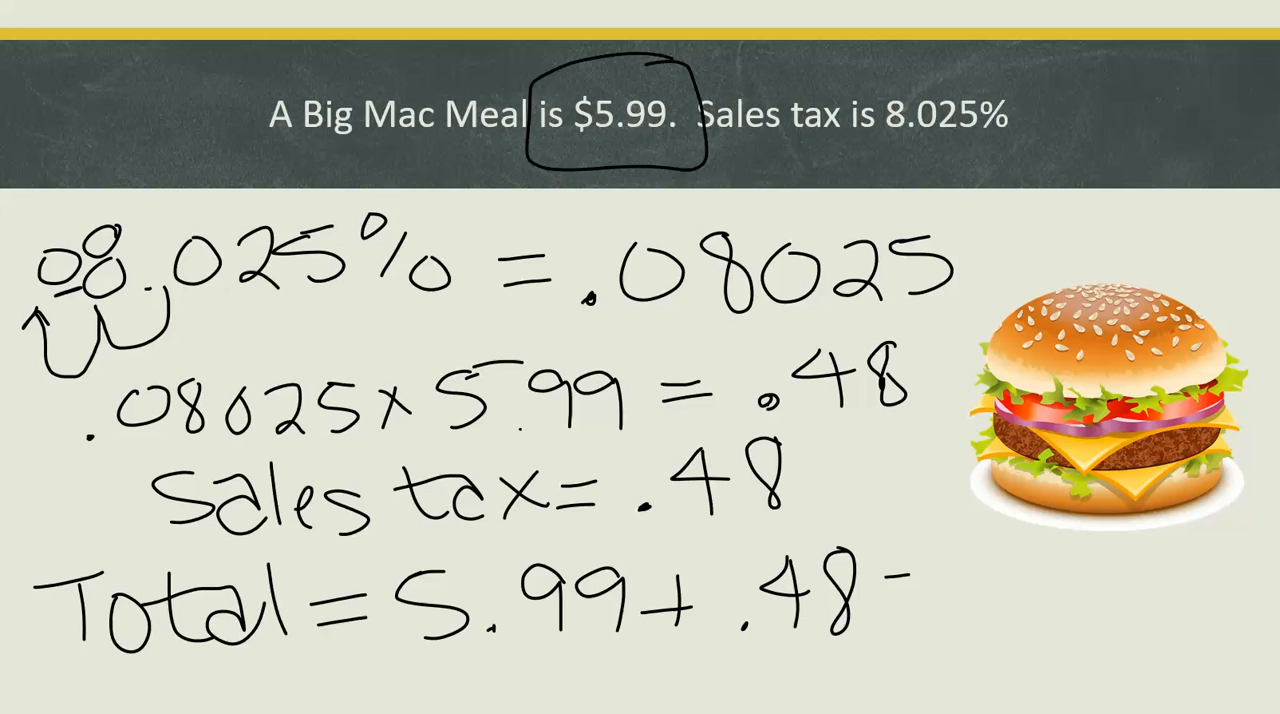 A Big Mac Meal is $5.99. Sales tax is 8.025%
08.025% = .08025
.08025 x 5.99 = .48
Sales tax = .48
Total = 5.99 + .48 -